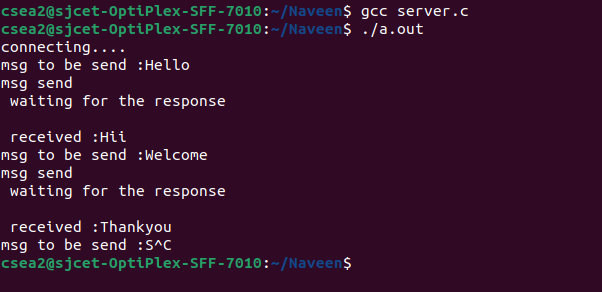 csea2@sjcet-OptiPlex-SFF-7010:~/Naveen$ gcc server.c
csea2@sjcet-OptiPlex-SFF-7010:~/Naveen$ ./a.out
connecting....
msg to be send :Hello
msg send
 waiting for the response

 received :Hii
msg to be send :Welcome
msg send
 waiting for the response

 received :Thankyou
msg to be send :S^C
csea2@sjcet-OptiPlex-SFF-7010:~/Naveen$